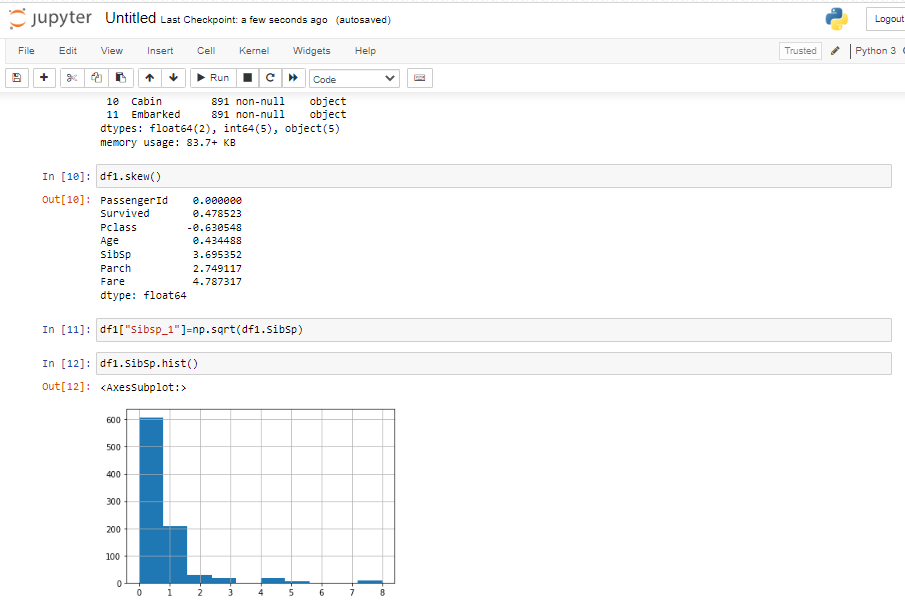 jupyter Untitled Last Checkpoint: a few seconds ago (autosaved) Logout
File Edit View Insert Cell Kernel Widgets Help Trusted Python 3
Run Code
10 Cabin 891 non-null object
11 Embarked 891 non-null object
dtypes: float64(2), int64(5), object(5)
memory usage: 83.7+ KB
In [10]: df1.skew()
Out[10]: PassengerId 0.000000
Survived 0.478523
Pclass -0.630548
Age 0.434488
SibSp 3.695352
Parch 2.749117
Fare 4.787317
dtype: float64
In [11]: df1["Sibsp_1"]=np.sqrt(df1.SibSp)
In [12]: df1.SibSp.hist()
Out[12]: <AxesSubplot:>
600
500
400
300
200
100
0
0 1 2 3 4 5 6 7 8